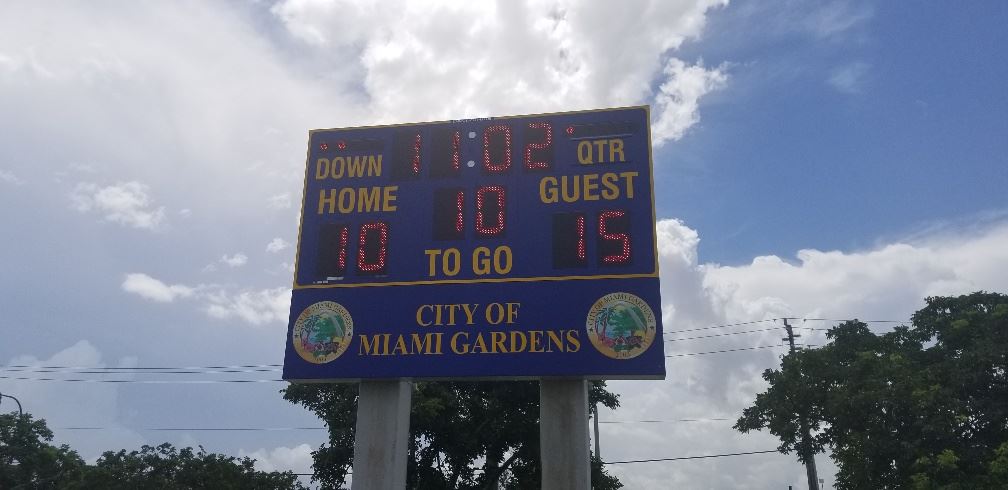 11:02
DOWN QTR
HOME GUEST
10 10 15
TO GO
CITY OF
MIAMI GARDENS